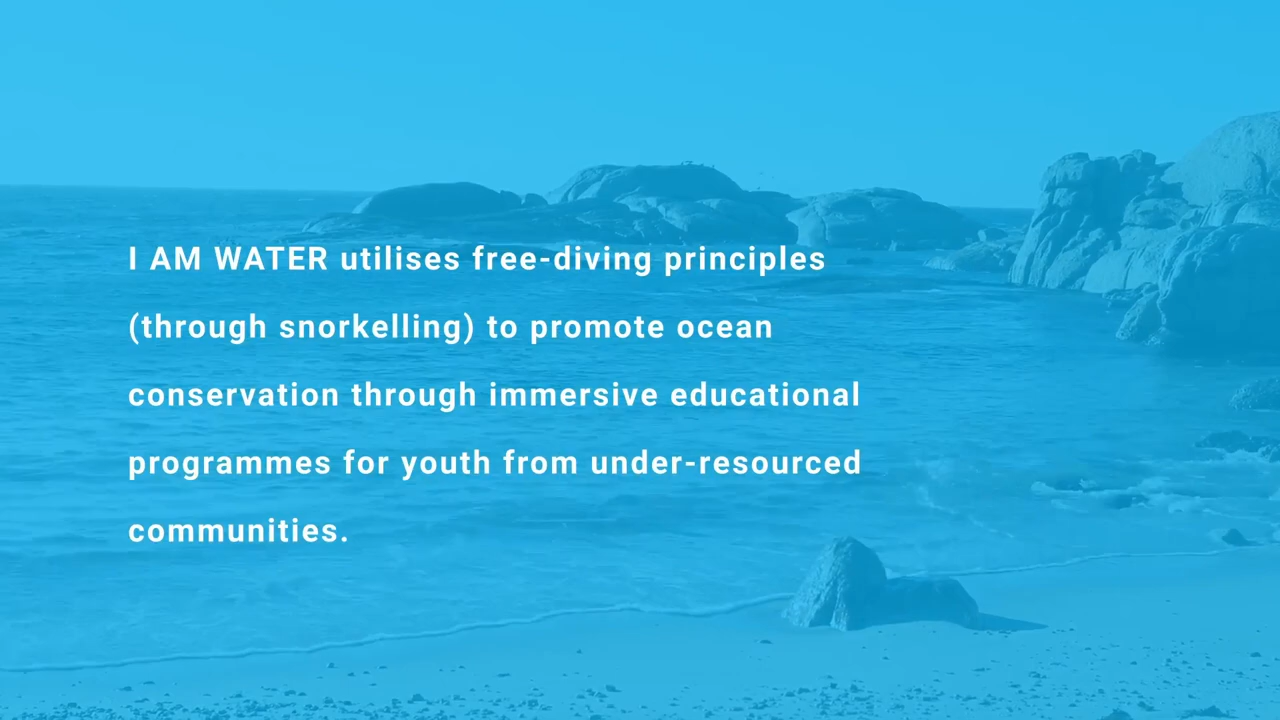 I AM WATER utilises free-diving principles
(through snorkelling) to promote ocean
conservation through immersive educational
programmes for youth from under-resourced
communities.